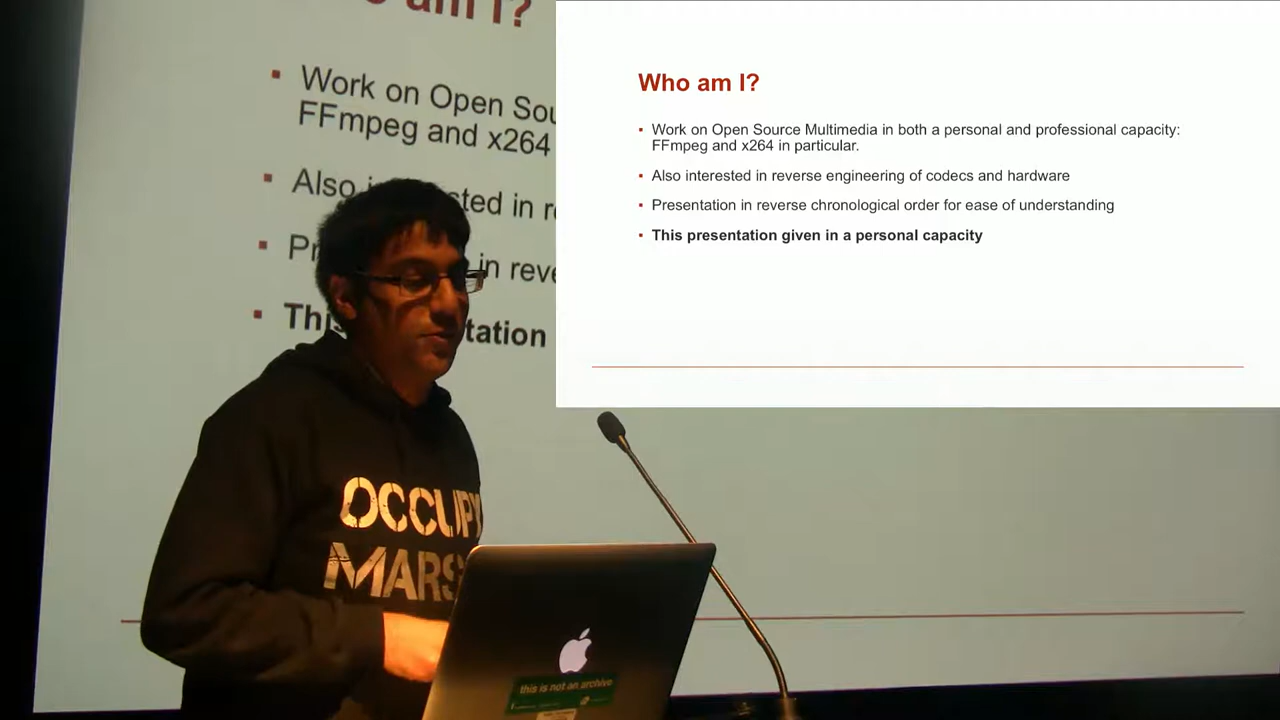 am I?
Work on Open Sou
FFmpeg and x264
Also
sted in re
Pr
in reve
This
tation
Who am I?
Work on Open Source Multimedia in both a personal and professional capacity:
FFmpeg and x264 in particular.
Also interested in reverse engineering of codecs and hardware
Presentation in reverse chronological order for ease of understanding
This presentation given in a personal capacity
OCCUPY
MARS
this is not an archive